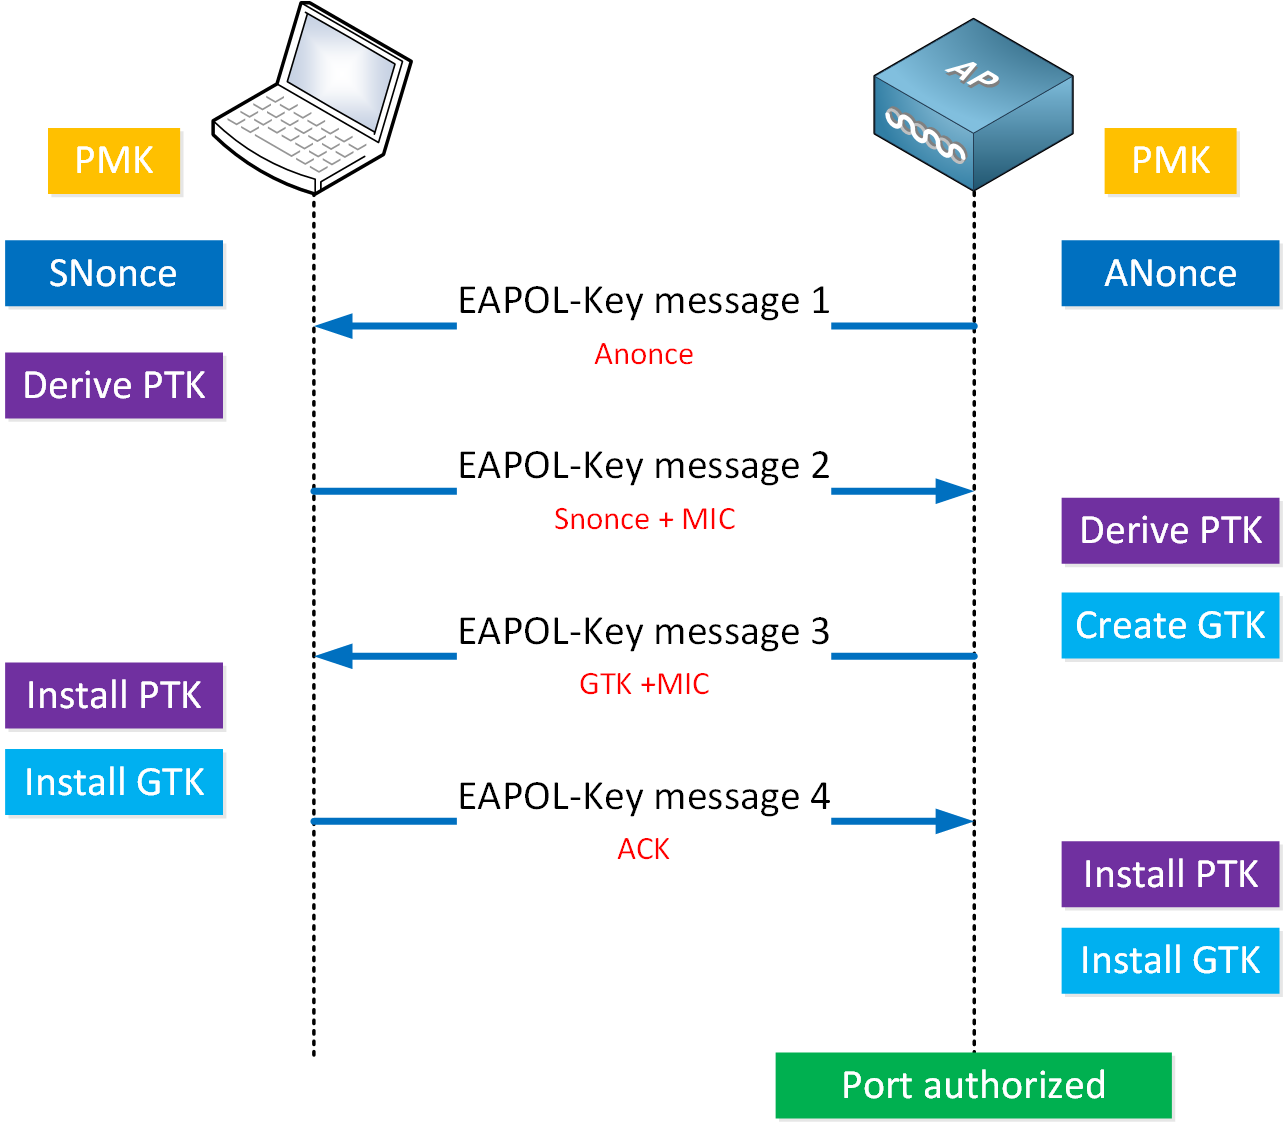 AP
PMK
PMK
SNonce
ANonce
EAPOL-Key message 1
Anonce
Derive PTK
EAPOL-Key message 2
Snonce + MIC
Derive PTK
Create GTK
EAPOL-Key message 3
GTK +MIC
Install PTK
Install GTK
EAPOL-Key message 4
ACK
Install PTK
Install GTK
Port authorized